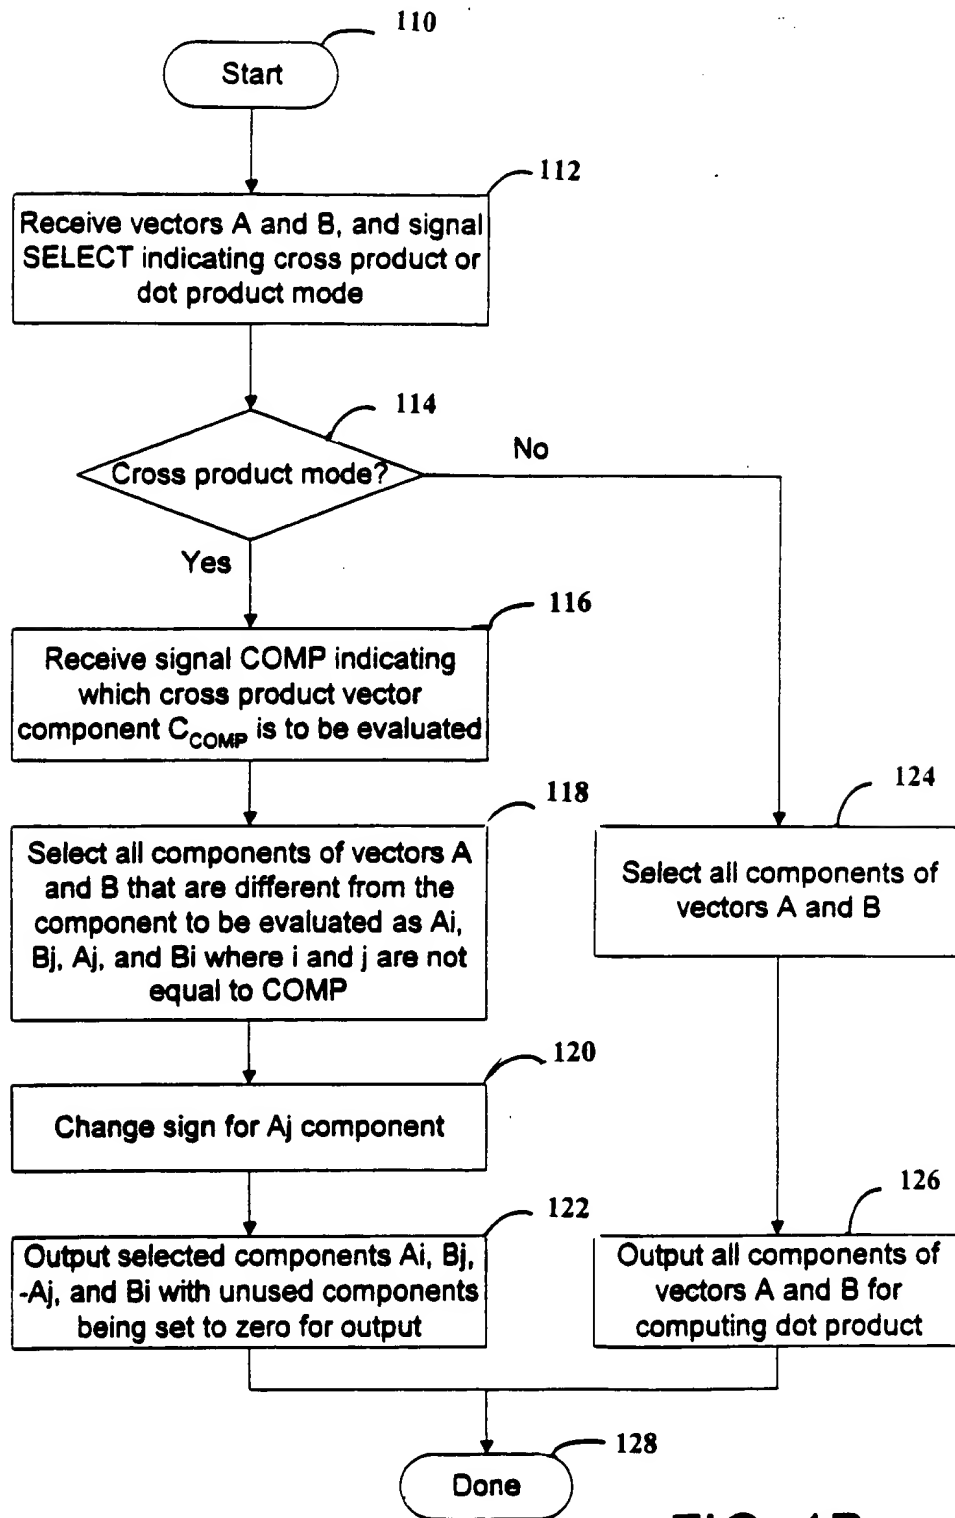 110
Start
112
Receive vectors A and B, and signal
SELECT indicating cross product or
dot product mode
114
Cross product mode?
No
Yes
116
Receive signal COMP indicating
which cross product vector
component C_COMP is to be evaluated
118
Select all components of vectors A
and B that are different from the
component to be evaluated as Ai,
Bj, Aj, and Bi where i and j are not
equal to COMP
124
Select all components of
vectors A and B
120
Change sign for Aj component
122
Output selected components Ai, Bj,
-Aj, and Bi with unused components
being set to zero for output
126
Output all components of
vectors A and B for
computing dot product
128
Done